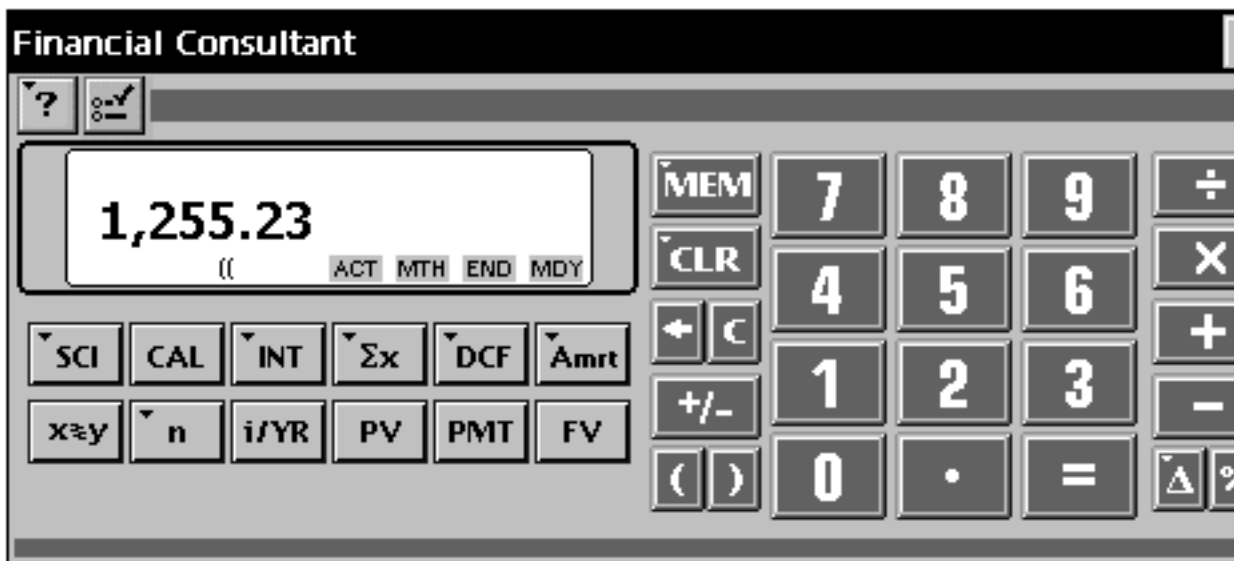 Financial Consultant
?
1,255.23
(( ACT MTH END MDY
MEM 7 8 9 ÷
CLR 4 5 6 ×
← C
1 2 3 +
+/- −
( ) 0 . = Δ %
SCI CAL INT Σx DCF Amrt
x≷y n i/YR PV PMT FV